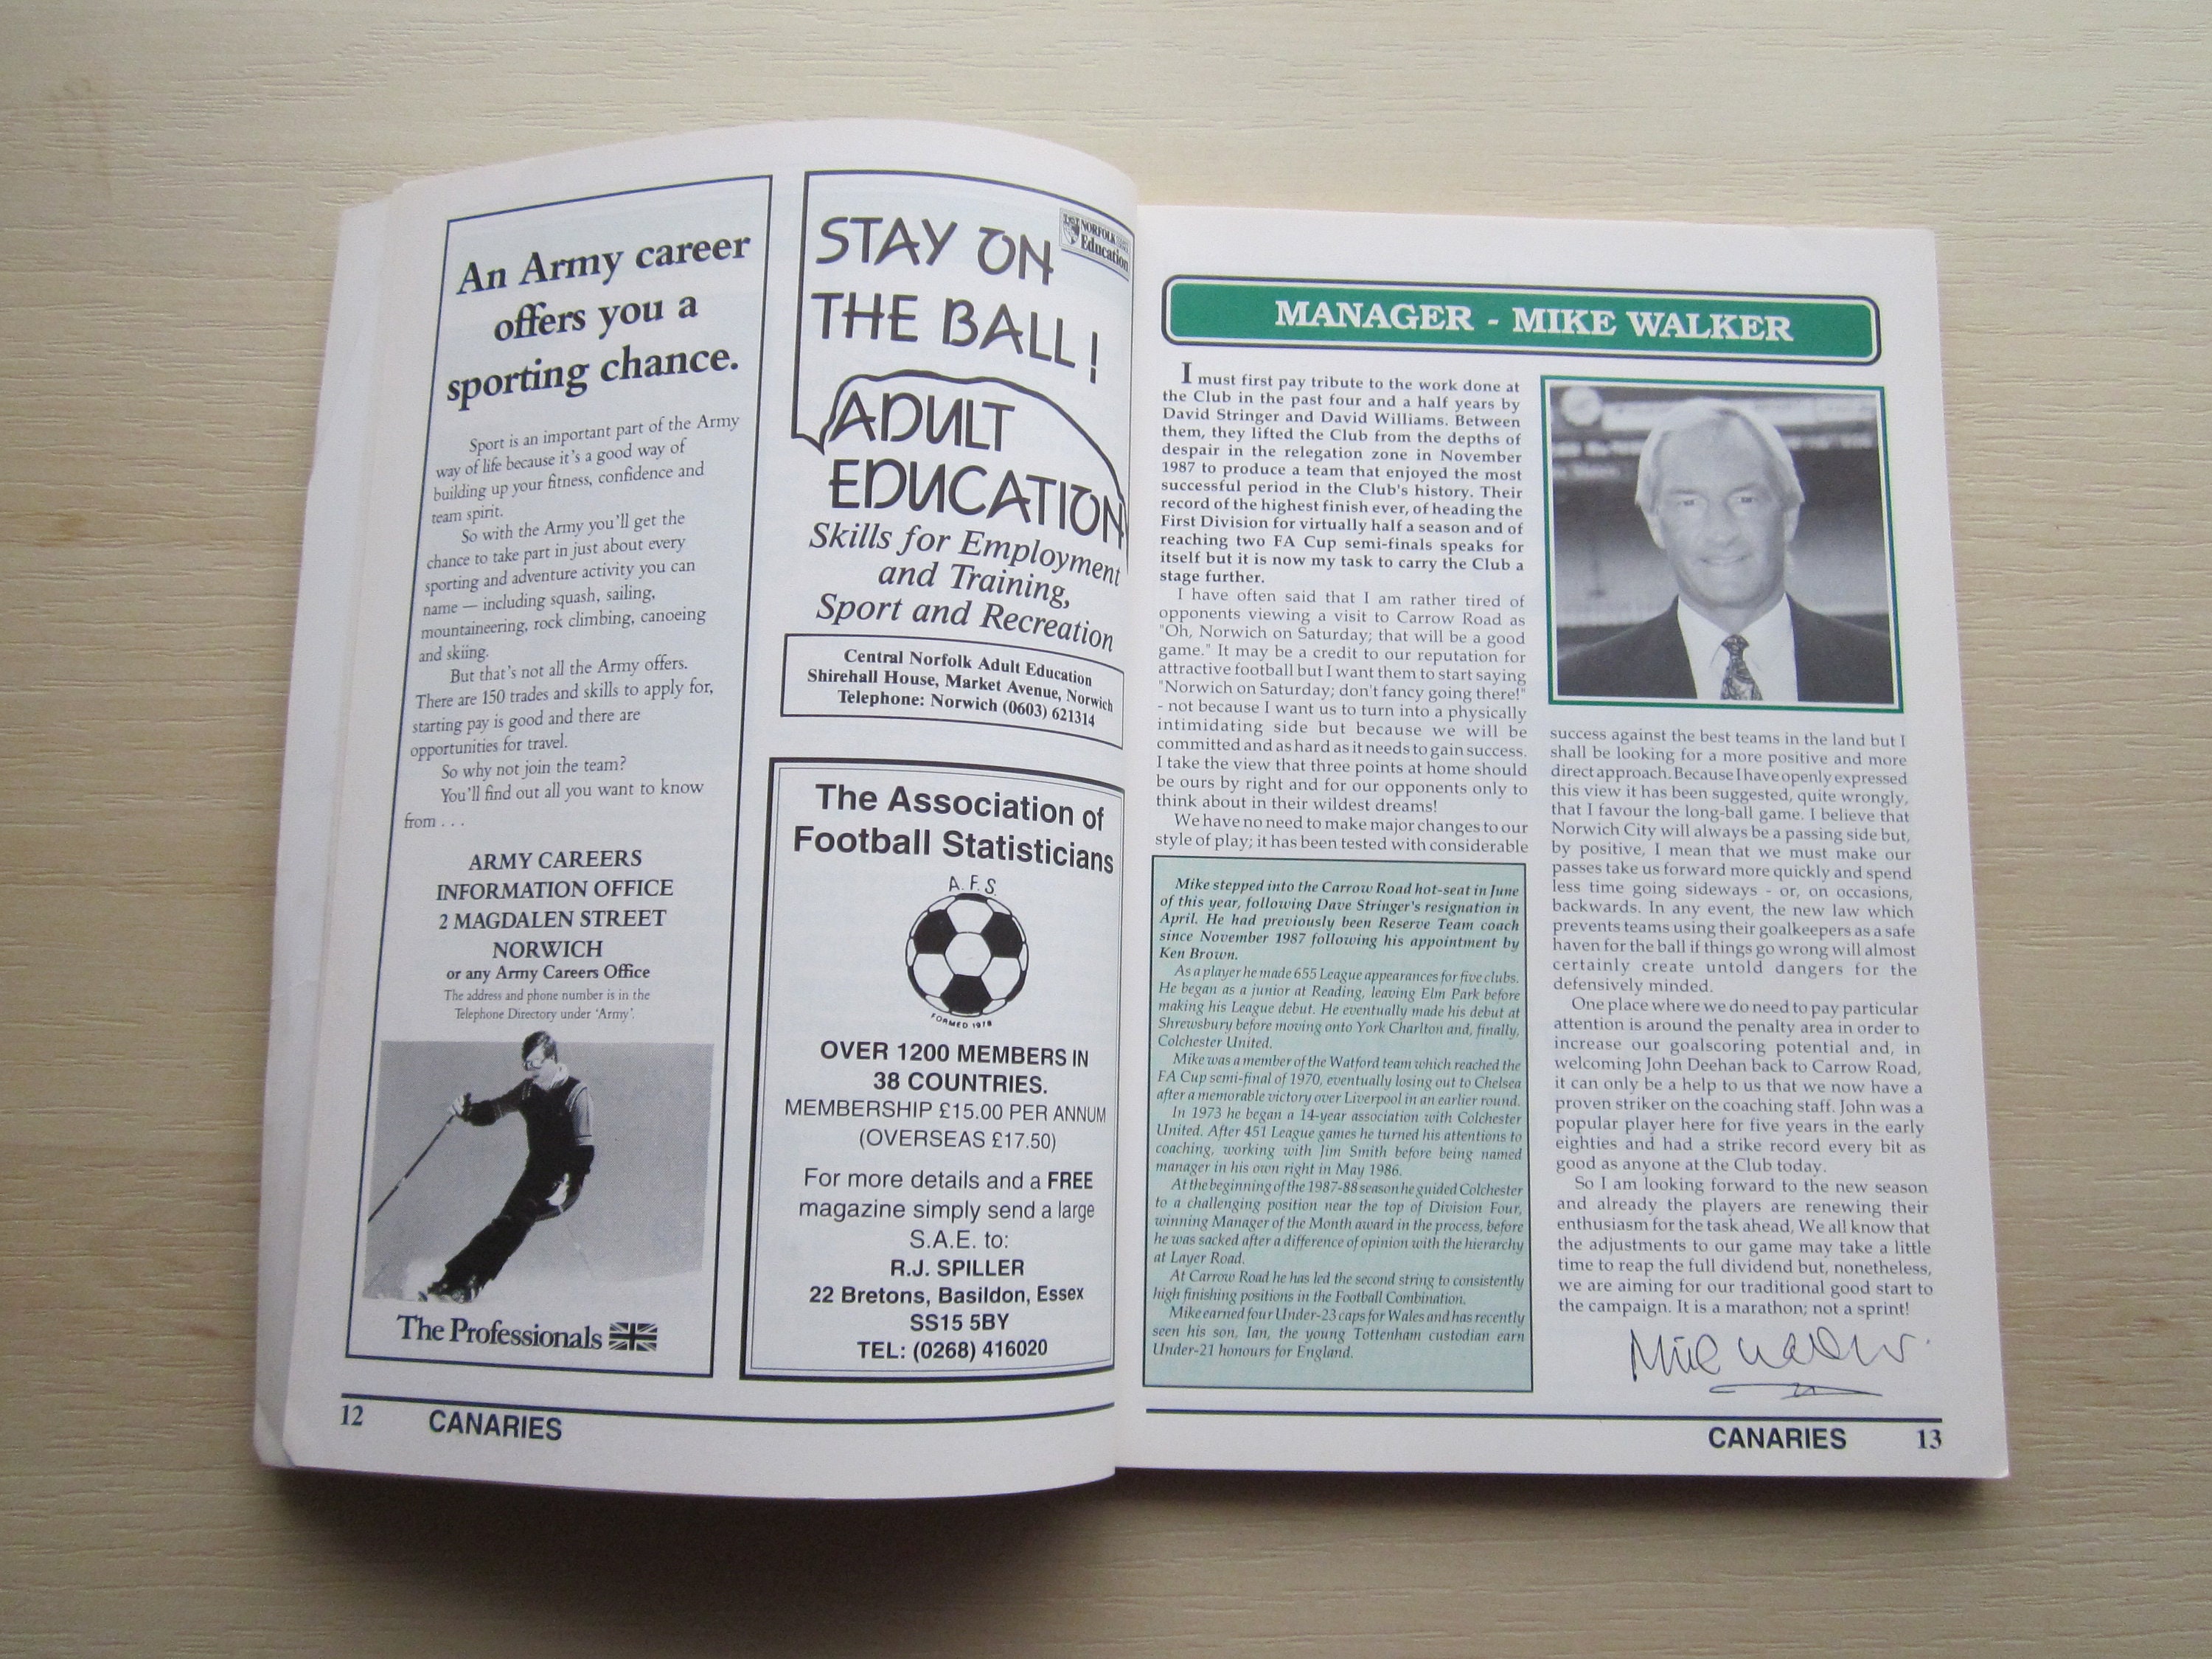 An Army career
offers you a
sporting chance.
Sport is an important part of the Army
way of life because it's a good way of
building up your fitness, confidence and
team spirit.
So with the Army you'll get the
chance to take part in just about every
sporting and adventure activity you can
name — including squash, sailing,
mountaineering, rock climbing, canoeing
and skiing.
But that's not all the Army offers.
There are 150 trades and skills to apply for,
starting pay is good and there are
opportunities for travel.
So why not join the team?
You'll find out all you want to know
from . . .
ARMY CAREERS
INFORMATION OFFICE
2 MAGDALEN STREET
NORWICH
or any Army Careers Office
The address and phone number is in the
Telephone Directory under 'Army'.
The Professionals
12 CANARIES
STAY ON
THE BALL!
NORFOLK
Education
ADULT
EDUCATION
Skills for Employment
and Training,
Sport and Recreation
Central Norfolk Adult Education
Shirehall House, Market Avenue, Norwich
Telephone: Norwich (0603) 621314
The Association of
Football Statisticians
A.F.S.
FORMED 1978
OVER 1200 MEMBERS IN
38 COUNTRIES.
MEMBERSHIP £15.00 PER ANNUM
(OVERSEAS £17.50)
For more details and a FREE
magazine simply send a large
S.A.E. to:
R.J. SPILLER
22 Bretons, Basildon, Essex
SS15 5BY
TEL: (0268) 416020
MANAGER - MIKE WALKER
I must first pay tribute to the work done at
the Club in the past four and a half years by
David Stringer and David Williams. Between
them, they lifted the Club from the depths of
despair in the relegation zone in November
1987 to produce a team that enjoyed the most
successful period in the Club's history. Their
record of the highest finish ever, of heading the
First Division for virtually half a season and of
reaching two FA Cup semi-finals speaks for
itself but it is now my task to carry the Club a
stage further.
I have often said that I am rather tired of
opponents viewing a visit to Carrow Road as
"Oh, Norwich on Saturday; that will be a good
game." It may be a credit to our reputation for
attractive football but I want them to start saying
"Norwich on Saturday; don't fancy going there!"
- not because I want us to turn into a physically
intimidating side but because we will be
committed and as hard as it needs to gain success.
I take the view that three points at home should
be ours by right and for our opponents only to
think about in their wildest dreams!
We have no need to make major changes to our
style of play; it has been tested with considerable
Mike stepped into the Carrow Road hot-seat in June
of this year, following Dave Stringer's resignation in
April. He had previously been Reserve Team coach
since November 1987 following his appointment by
Ken Brown.
As a player he made 655 League appearances for five clubs.
He began as a junior at Reading, leaving Elm Park before
making his League debut. He eventually made his debut at
Shrewsbury before moving onto York Charlton and, finally,
Colchester United.
Mike was a member of the Watford team which reached the
FA Cup semi-final of 1970, eventually losing out to Chelsea
after a memorable victory over Liverpool in an earlier round.
In 1973 he began a 14-year association with Colchester
United. After 451 League games he turned his attentions to
coaching, working with Jim Smith before being named
manager in his own right in May 1986.
At the beginning of the 1987-88 season he guided Colchester
to a challenging position near the top of Division Four,
winning Manager of the Month award in the process, before
he was sacked after a difference of opinion with the hierarchy
at Layer Road.
At Carrow Road he has led the second string to consistently
high finishing positions in the Football Combination.
Mike earned four Under-23 caps for Wales and has recently
seen his son, Ian, the young Tottenham custodian earn
Under-21 honours for England.
success against the best teams in the land but I
shall be looking for a more positive and more
direct approach. Because I have openly expressed
this view it has been suggested, quite wrongly,
that I favour the long-ball game. I believe that
Norwich City will always be a passing side but,
by positive, I mean that we must make our
passes take us forward more quickly and spend
less time going sideways - or, on occasions,
backwards. In any event, the new law which
prevents teams using their goalkeepers as a safe
haven for the ball if things go wrong will almost
certainly create untold dangers for the
defensively minded.
One place where we do need to pay particular
attention is around the penalty area in order to
increase our goalscoring potential and, in
welcoming John Deehan back to Carrow Road,
it can only be a help to us that we now have a
proven striker on the coaching staff. John was a
popular player here for five years in the early
eighties and had a strike record every bit as
good as anyone at the Club today.
So I am looking forward to the new season
and already the players are renewing their
enthusiasm for the task ahead, We all know that
the adjustments to our game may take a little
time to reap the full dividend but, nonetheless,
we are aiming for our traditional good start to
the campaign. It is a marathon; not a sprint!
Mike Walker
CANARIES 13